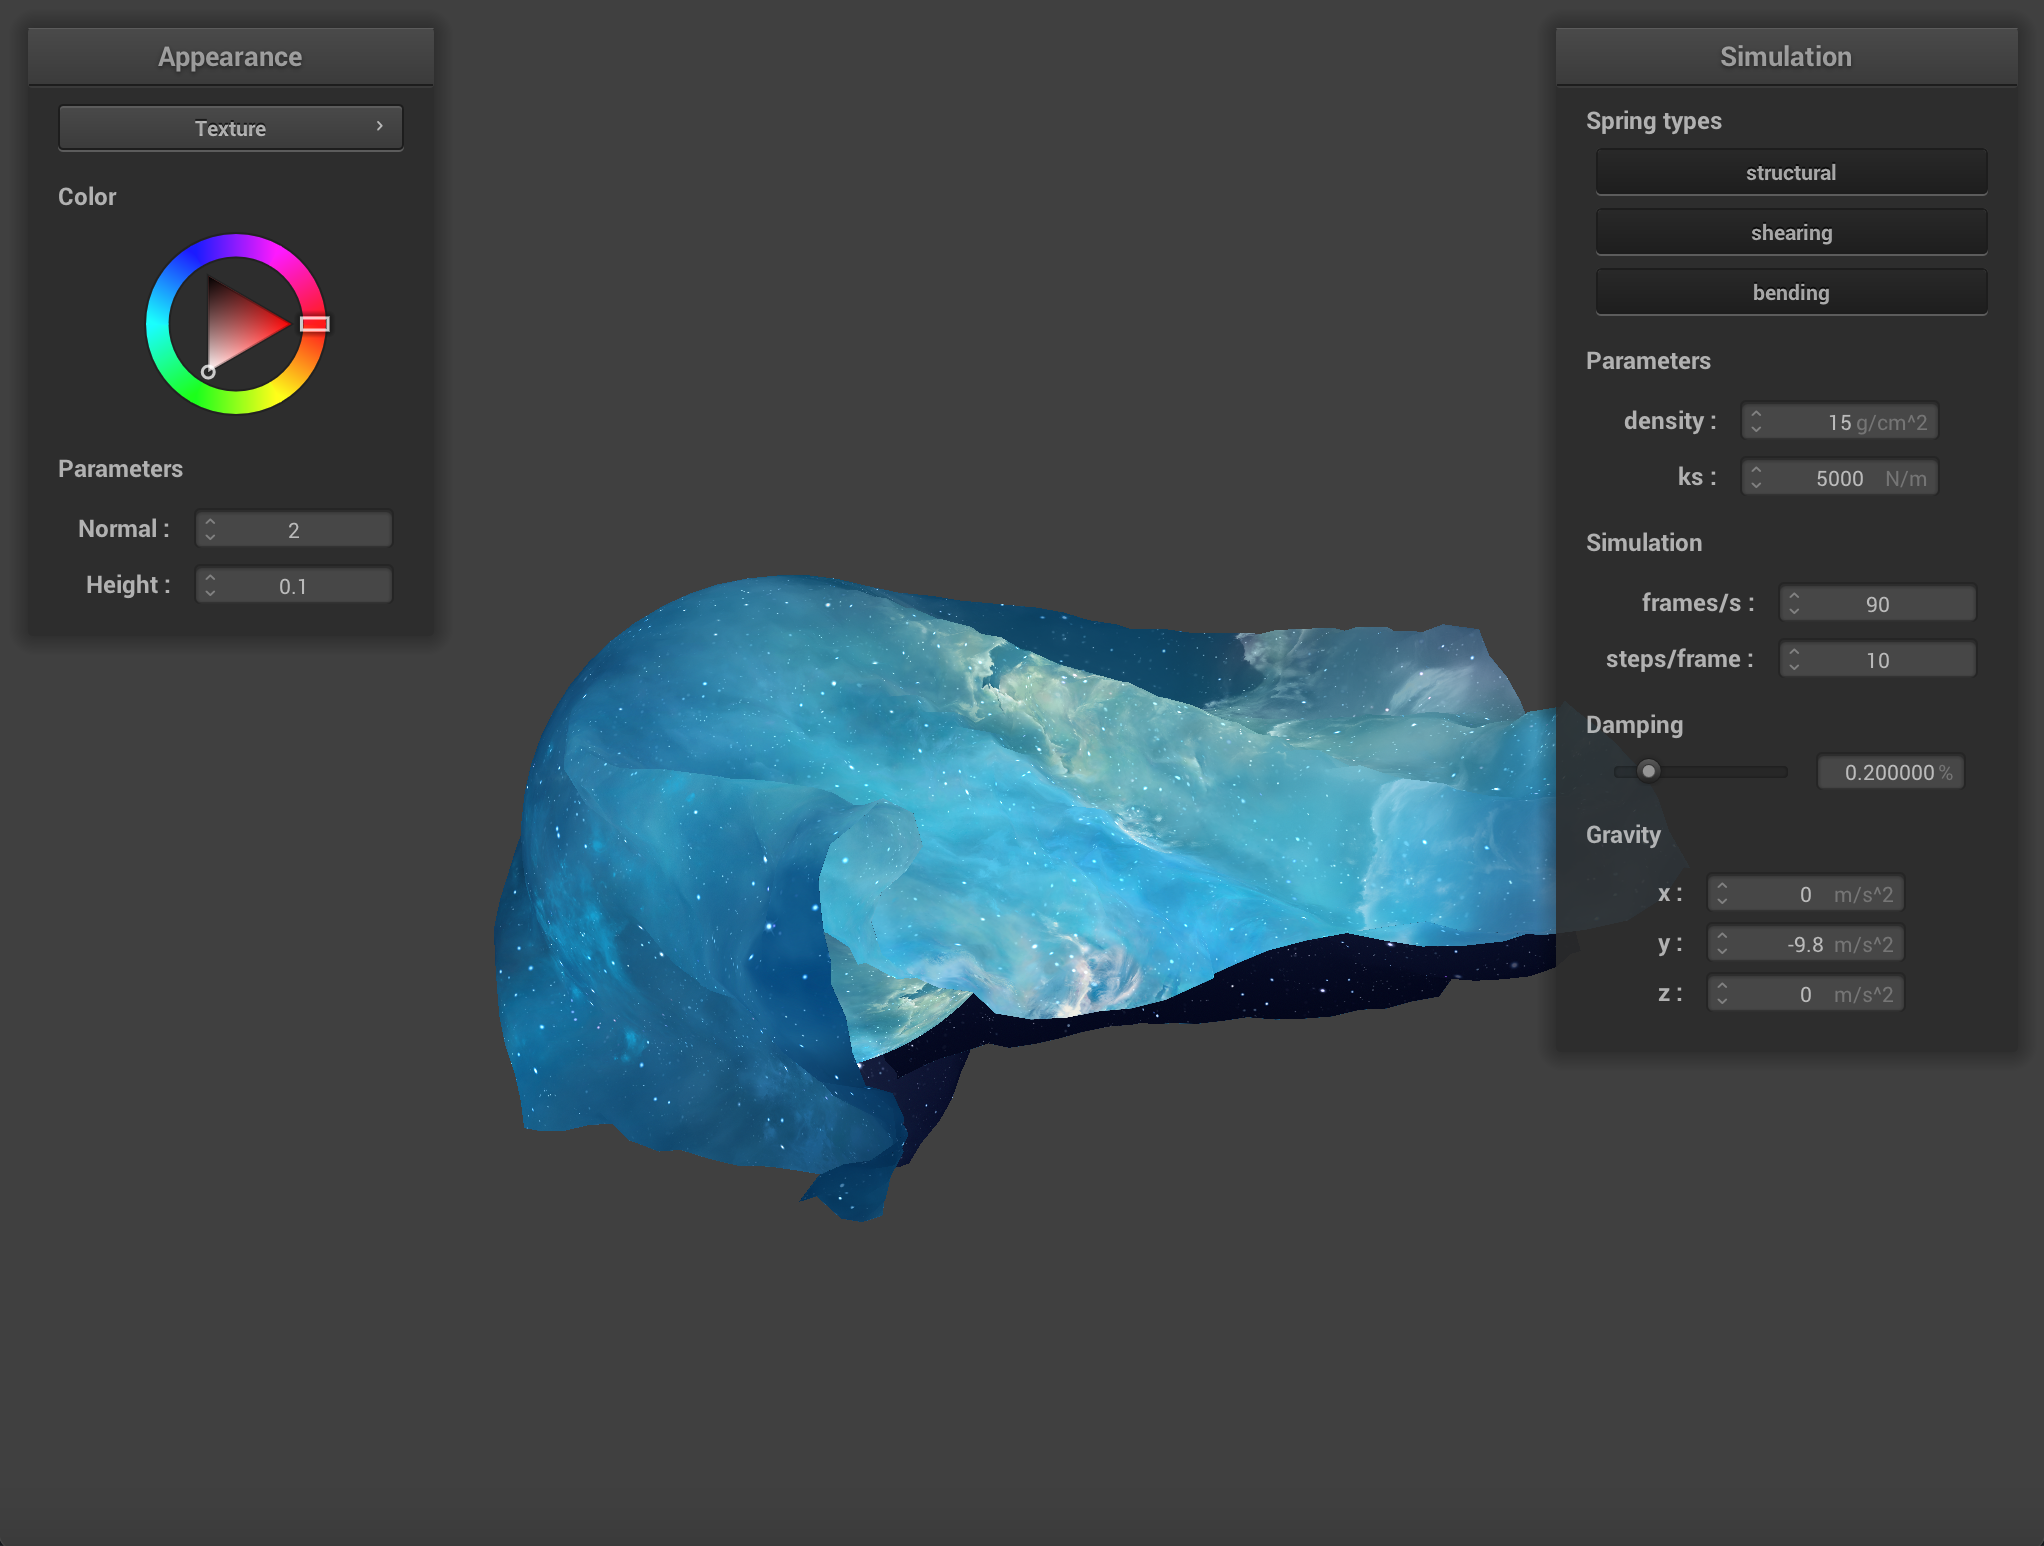 Appearance
Texture
Color
Parameters
Normal : 2
Height : 0.1
Simulation
Spring types
structural
shearing
bending
Parameters
density : 15 g/cm^2
ks : 5000 N/m
Simulation
frames/s : 90
steps/frame : 10
Damping
0.200000 %
Gravity
x : 0 m/s^2
y : -9.8 m/s^2
z : 0 m/s^2